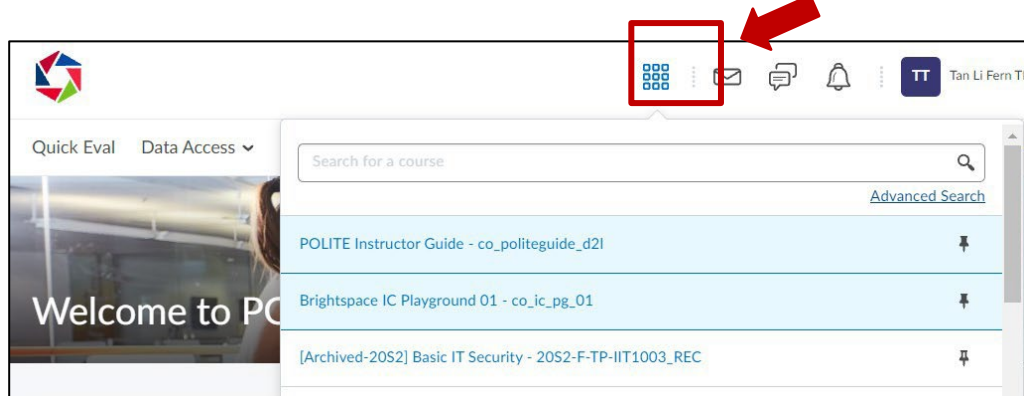 TT Tan Li Fern
Quick Eval Data Access
Search for a course
Advanced Search
POLITE Instructor Guide - co_politeguide_d2l
Brightspace IC Playground 01 - co_ic_pg_01
Welcome to PO
[Archived-20S2] Basic IT Security - 20S2-F-TP-IIT1003_REC